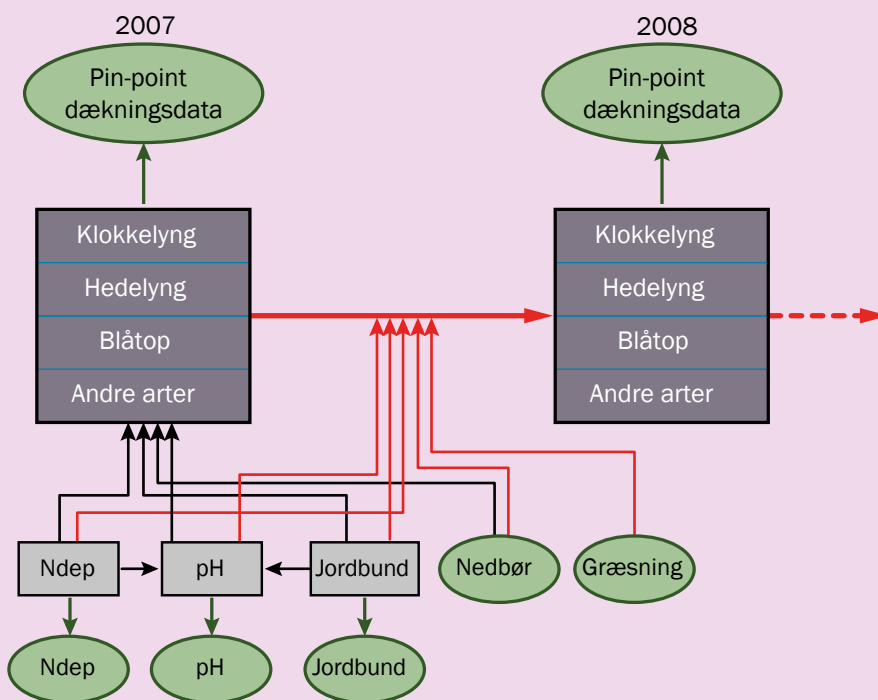 2007
Pin-point
dækningsdata
Klokkelyng
Hedelyng
Blåtop
Andre arter
2008
Pin-point
dækningsdata
Klokkelyng
Hedelyng
Blåtop
Andre arter
Ndep
pH
Jordbund
Nedbør
Græsning
Ndep
pH
Jordbund